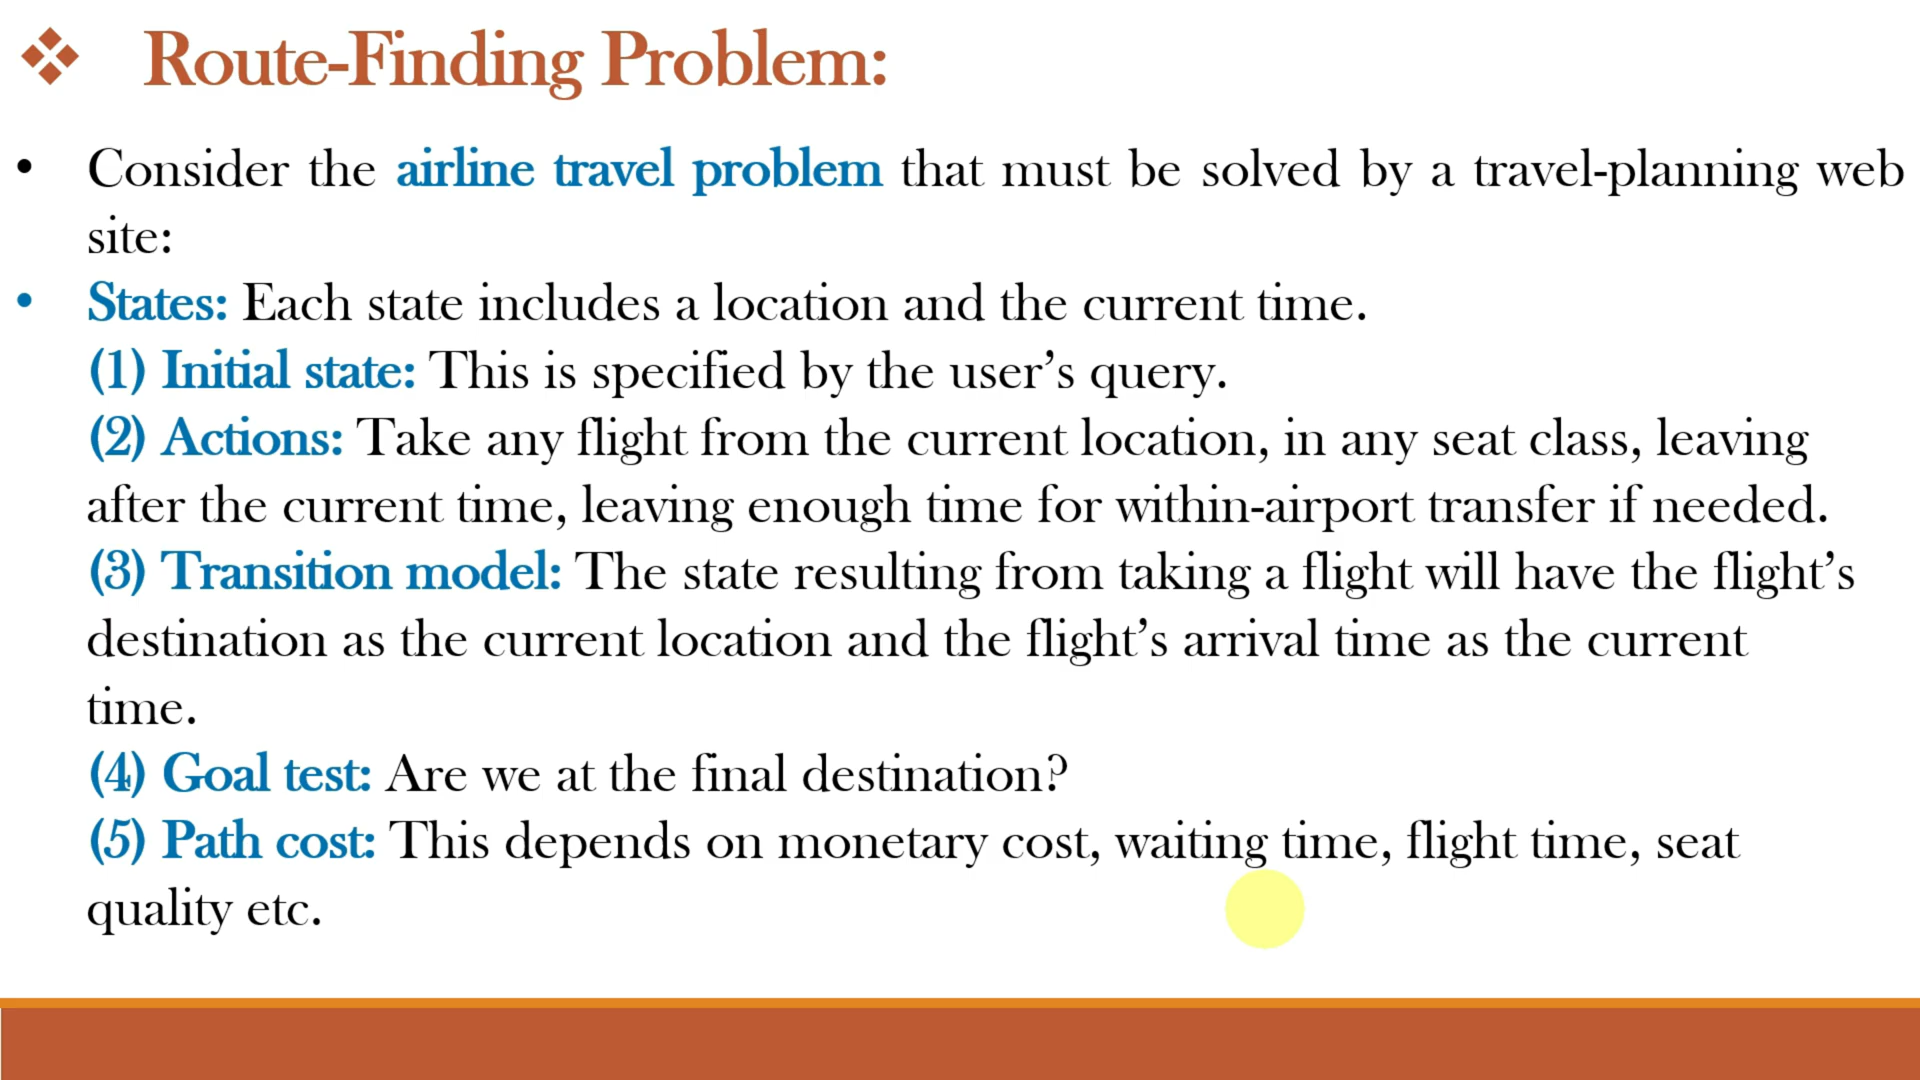 ❖ Route-Finding Problem:
• Consider the airline travel problem that must be solved by a travel-planning web
site:
• States: Each state includes a location and the current time.
(1) Initial state: This is specified by the user’s query.
(2) Actions: Take any flight from the current location, in any seat class, leaving
after the current time, leaving enough time for within-airport transfer if needed.
(3) Transition model: The state resulting from taking a flight will have the flight’s
destination as the current location and the flight’s arrival time as the current
time.
(4) Goal test: Are we at the final destination?
(5) Path cost: This depends on monetary cost, waiting time, flight time, seat
quality etc.